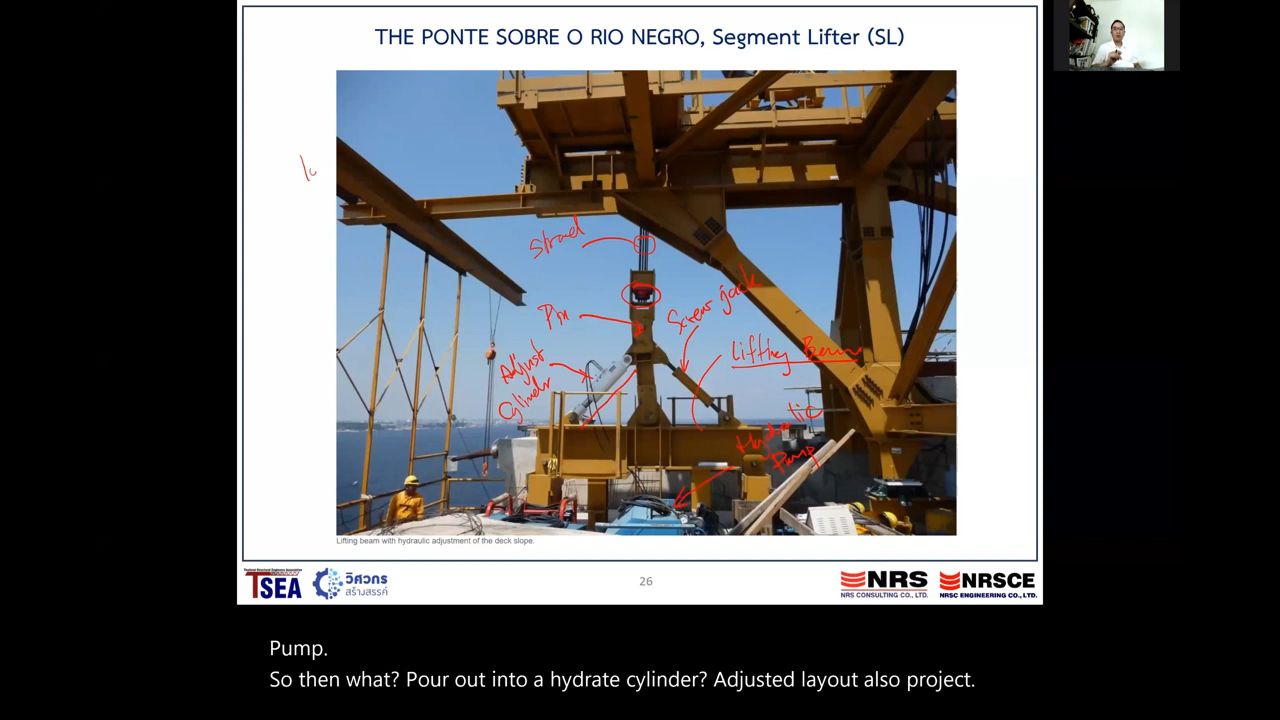 THE PONTE SOBRE O RIO NEGRO, Segment Lifter (SL)
Strand
Pin
Screw jack
Adjust
Cylinder
Lifting Beam
Hydraulic
Pump
Lifting beam with hydraulic adjustment of the deck slope.
TSEA
วิศวกร
สร้างสรรค์
26
NRS
NRS CONSULTING CO., LTD.
NRSCE
NRSC ENGINEERING CO., LTD.
Pump.
So then what? Pour out into a hydrate cylinder? Adjusted layout also project.